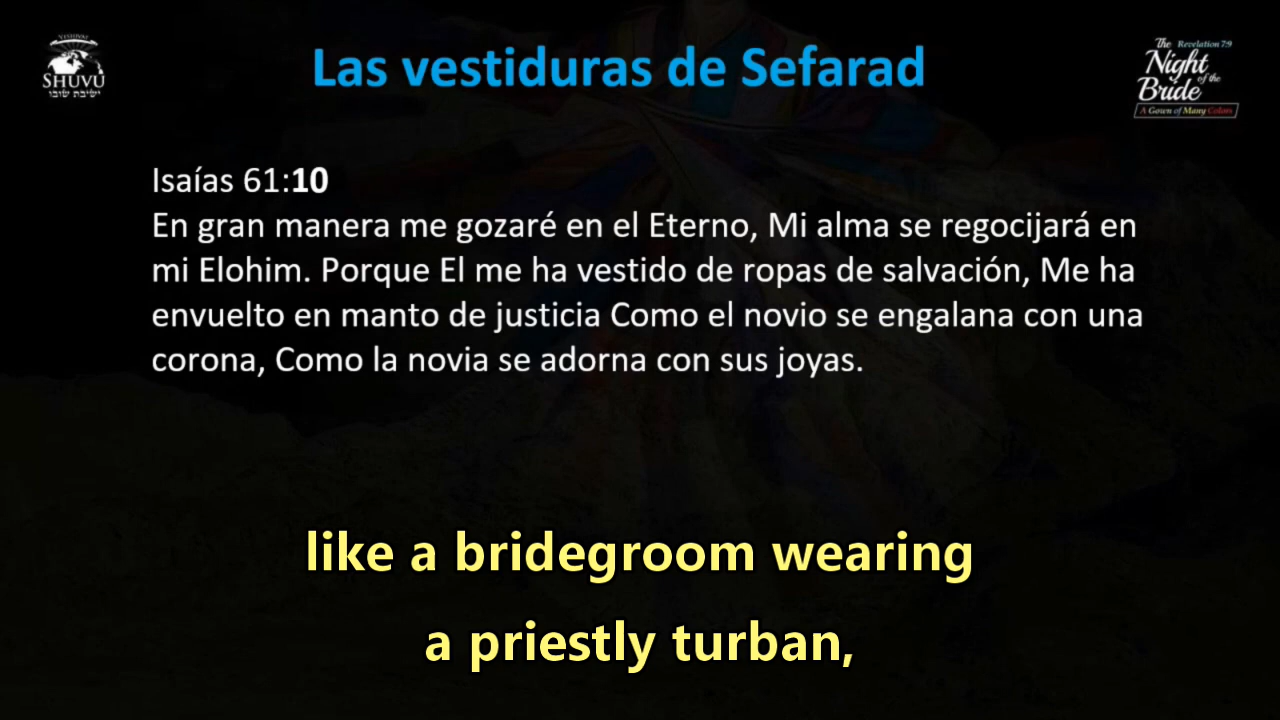 YESHIVAT
SHUVU
ישיבת שובו
Las vestiduras de Sefarad
The Revelation 7:9
Night
of the
Bride
A Gown of Many Colors
Isaías 61:10
En gran manera me gozaré en el Eterno, Mi alma se regocijará en
mi Elohim. Porque El me ha vestido de ropas de salvación, Me ha
envuelto en manto de justicia Como el novio se engalana con una
corona, Como la novia se adorna con sus joyas.
like a bridegroom wearing
a priestly turban,